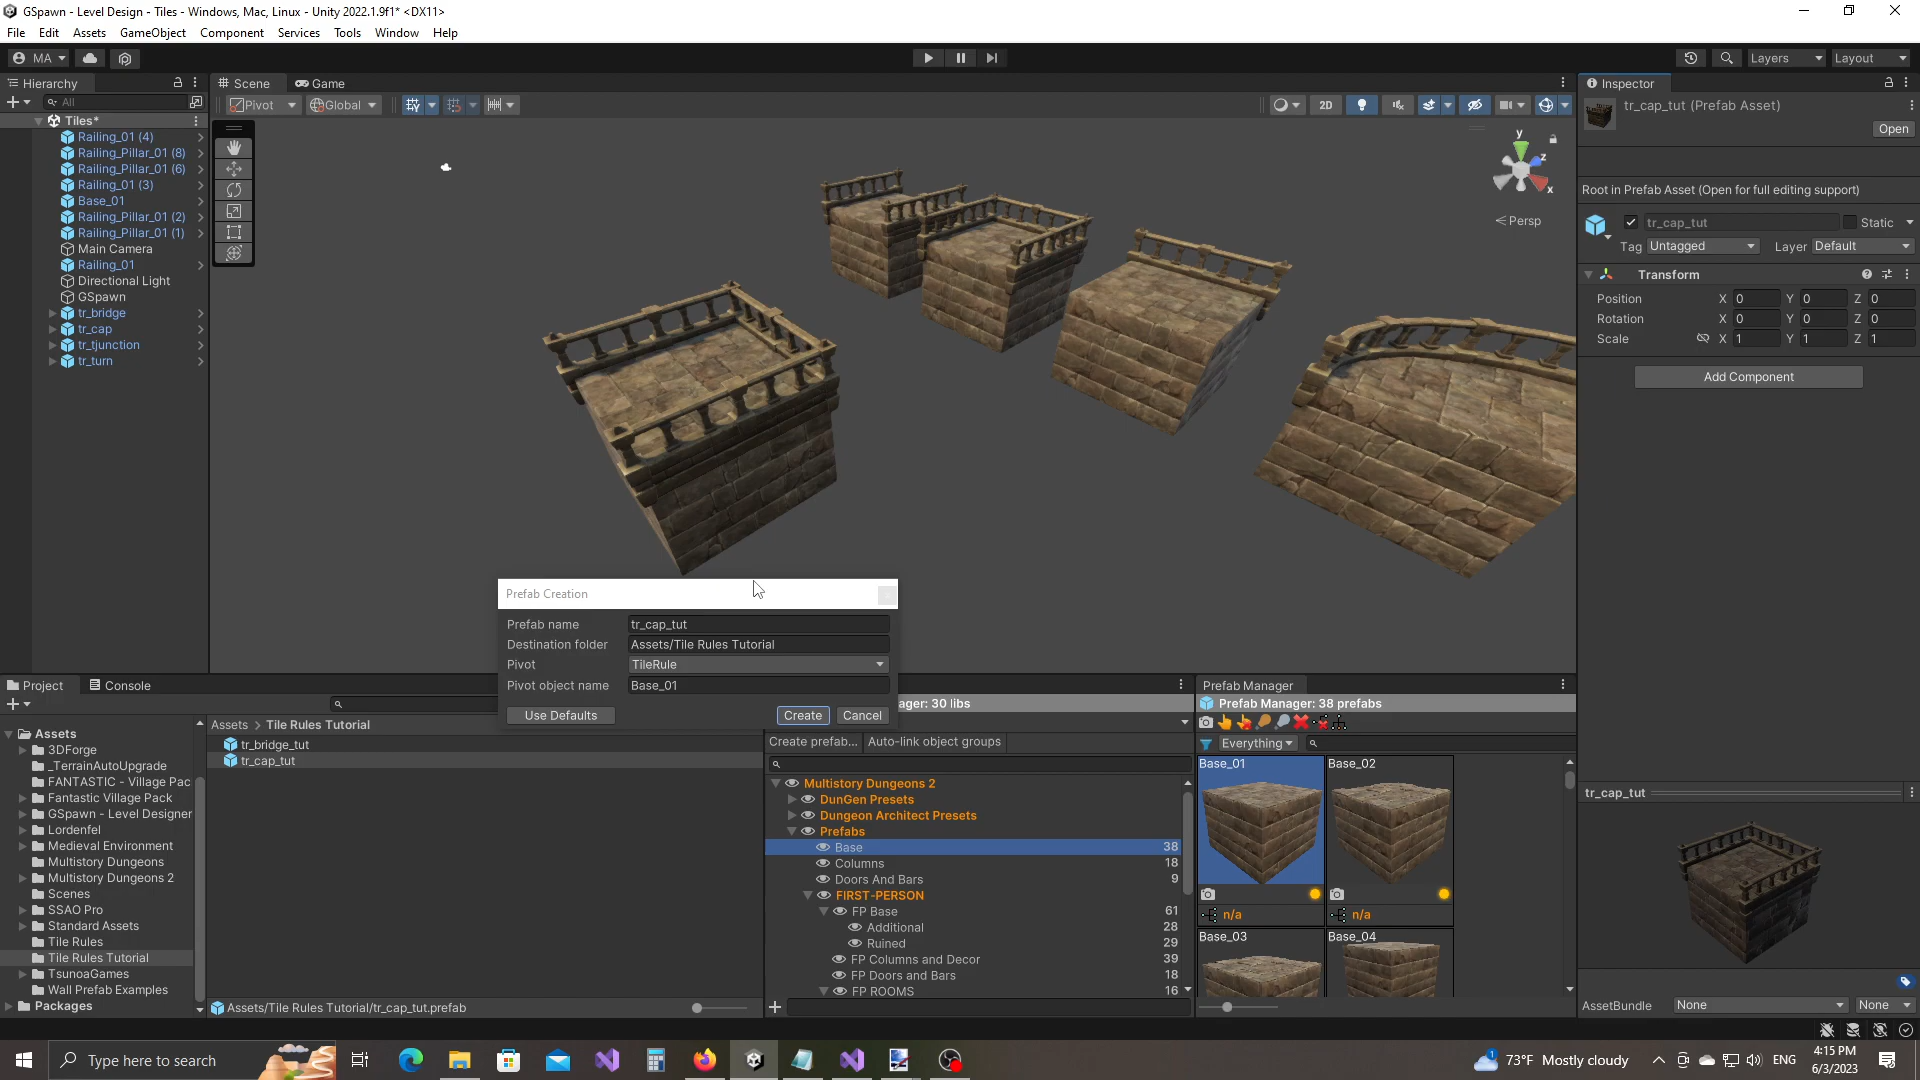 GSpawn - Level Design - Tiles - Windows, Mac, Linux - Unity 2022.1.9f1* <DX11>
File Edit Assets GameObject Component Services Tools Window Help
MA Layers Layout
Hierarchy
All
Tiles*
Railing_01 (4)
Railing_Pillar_01 (8)
Railing_Pillar_01 (6)
Railing_01 (3)
Base_01
Railing_Pillar_01 (2)
Railing_Pillar_01 (1)
Main Camera
Railing_01
Directional Light
GSpawn
tr_bridge
tr_cap
tr_tjunction
tr_turn
Scene Game
Pivot Global 2D
y
z
x
Persp
Inspector
tr_cap_tut (Prefab Asset)
Open
Root in Prefab Asset (Open for full editing support)
tr_cap_tut Static
Tag Untagged Layer Default
Transform
Position X 0 Y 0 Z 0
Rotation X 0 Y 0 Z 0
Scale X 1 Y 1 Z 1
Add Component
Prefab Creation
Prefab name tr_cap_tut
Destination folder Assets/Tile Rules Tutorial
Pivot TileRule
Pivot object name Base_01
Use Defaults Create Cancel
Project Console
Assets
3DForge
_TerrainAutoUpgrade
FANTASTIC - Village Pac
Fantastic Village Pack
GSpawn - Level Designer
Lordenfel
Medieval Environment
Multistory Dungeons
Multistory Dungeons 2
Scenes
SSAO Pro
Standard Assets
Tile Rules
Tile Rules Tutorial
TsunoaGames
Wall Prefab Examples
Packages
Assets > Tile Rules Tutorial
tr_bridge_tut
tr_cap_tut
Assets/Tile Rules Tutorial/tr_cap_tut.prefab
ager: 30 libs
Create prefab... Auto-link object groups
Multistory Dungeons 2
DunGen Presets
Dungeon Architect Presets
Prefabs
Base 38
Columns 18
Doors And Bars 9
FIRST-PERSON
FP Base 61
Additional 28
Ruined 29
FP Columns and Decor 39
FP Doors and Bars 18
FP ROOMS 16
Prefab Manager
Prefab Manager: 38 prefabs
Everything
Base_01 Base_02
n/a n/a
Base_03 Base_04
tr_cap_tut
AssetBundle None None
Type here to search
1 73°F Mostly cloudy ENG
4:15 PM
6/3/2023